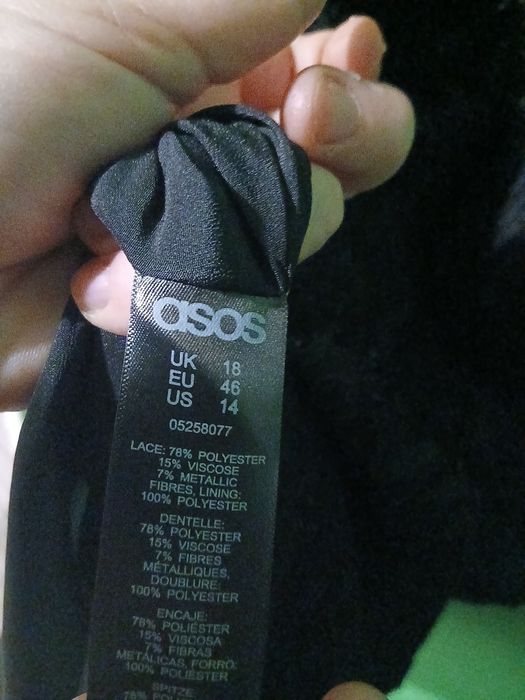 asos
UK 18
EU 46
US 14
05258077
LACE: 78% POLYESTER
15% VISCOSE
7% METALLIC
FIBRES, LINING:
100% POLYESTER
DENTELLE:
78% POLYESTER
15% VISCOSE
7% FIBRES
MÉTALLIQUES,
DOUBLURE:
100% POLYESTER
ENCAJE:
78% POLIÉSTER
15% VISCOSA
7% FIBRAS
METÁLICAS, FORRO:
100% POLIÉSTER
SPITZE
78%